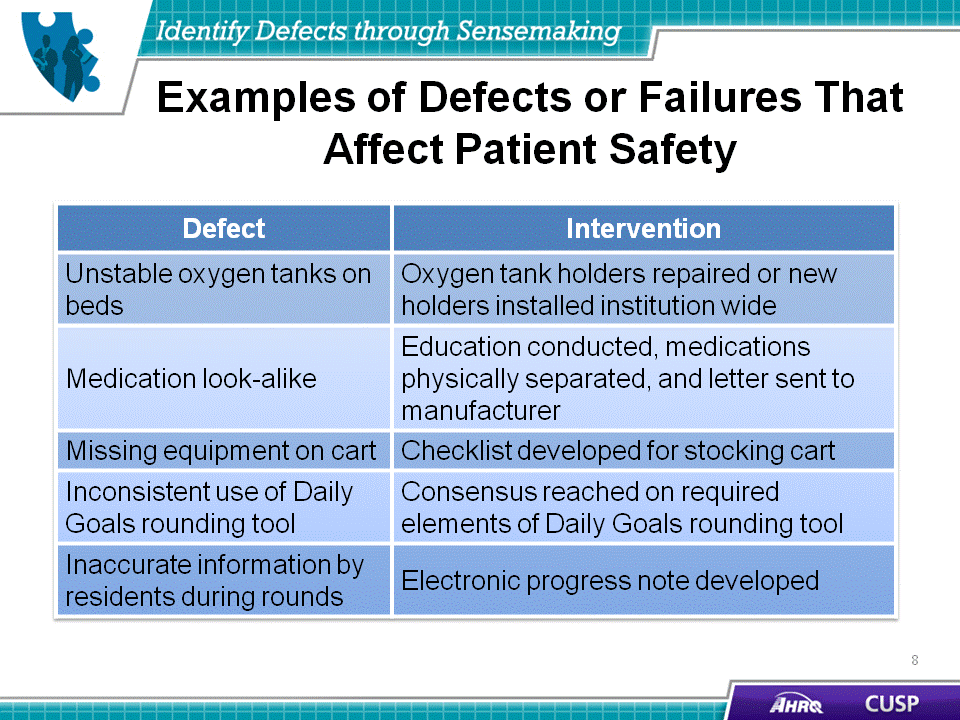 Identify Defects through Sensemaking
Examples of Defects or Failures That
Affect Patient Safety
Defect
Intervention
Unstable oxygen tanks on
beds
Oxygen tank holders repaired or new
holders installed institution wide
Medication look-alike
Education conducted, medications
physically separated, and letter sent to
manufacturer
Missing equipment on cart
Checklist developed for stocking cart
Inconsistent use of Daily
Goals rounding tool
Consensus reached on required
elements of Daily Goals rounding tool
Inaccurate information by
residents during rounds
Electronic progress note developed
8
AHRQ
CUSP